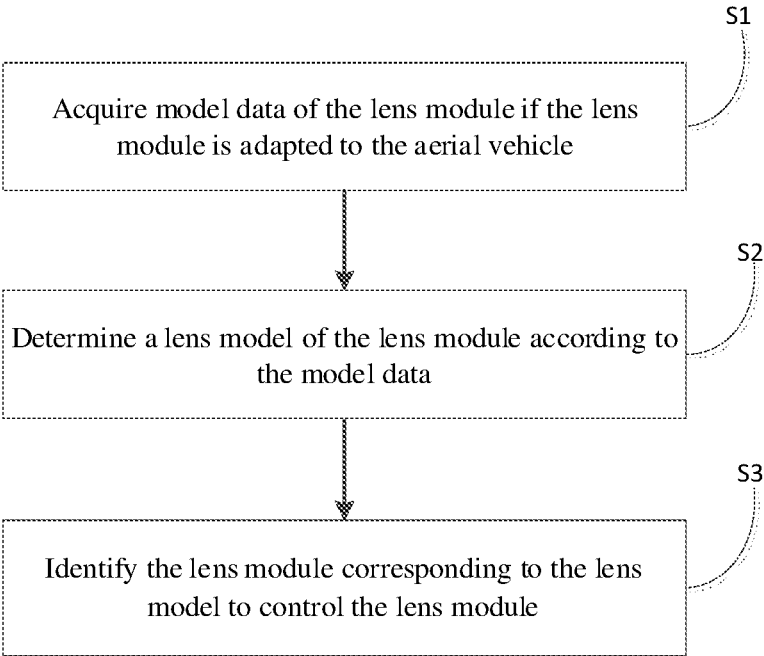 S1
Acquire model data of the lens module if the lens
module is adapted to the aerial vehicle
S2
Determine a lens model of the lens module according to
the model data
S3
Identify the lens module corresponding to the lens
model to control the lens module